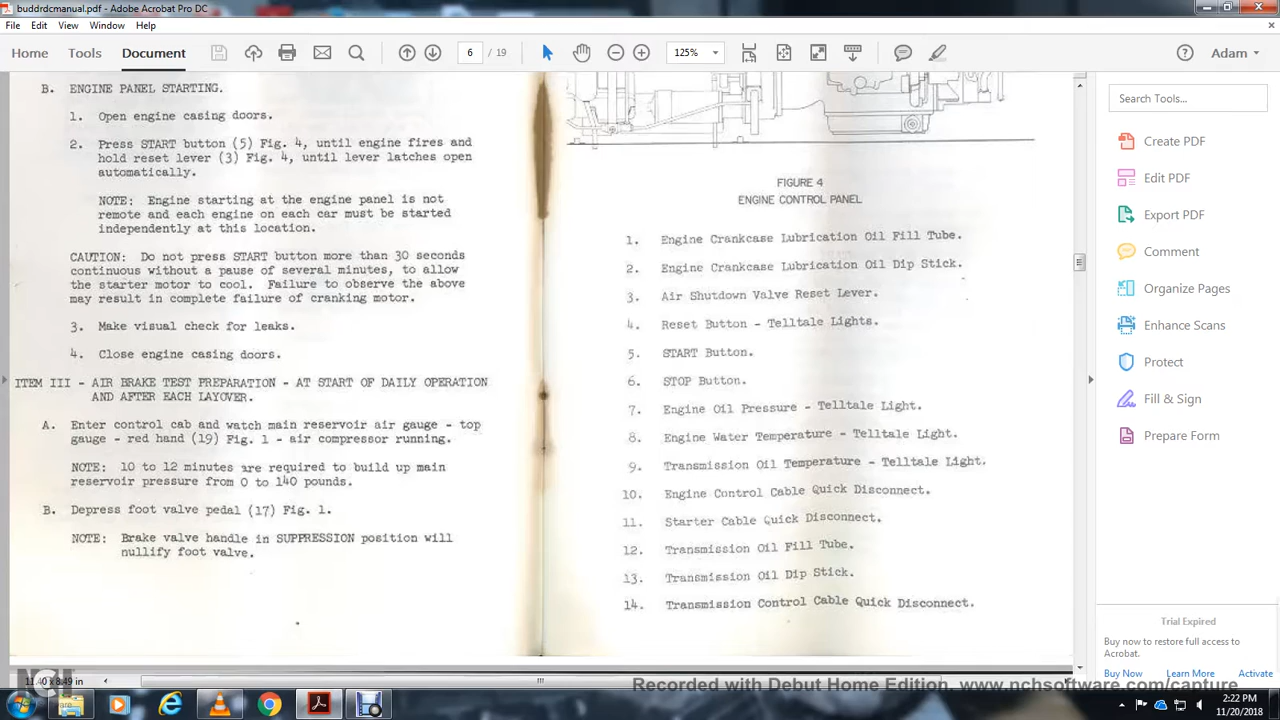 buddrdcmanual.pdf - Adobe Acrobat Pro DC
File Edit View Window Help
Home Tools Document 6 / 19 125% Adam
B. ENGINE PANEL STARTING.
1. Open engine casing doors.
2. Press START button (5) Fig. 4, until engine fires and
hold reset lever (3) Fig. 4, until lever latches open
automatically.
NOTE: Engine starting at the engine panel is not
remote and each engine on each car must be started
independently at this location.
CAUTION: Do not press START button more than 30 seconds
continuous without a pause of several minutes, to allow
the starter motor to cool. Failure to observe the above
may result in complete failure of cranking motor.
3. Make visual check for leaks.
4. Close engine casing doors.
ITEM III - AIR BRAKE TEST PREPARATION - AT START OF DAILY OPERATION
AND AFTER EACH LAYOVER.
A. Enter control cab and watch main reservoir air gauge - top
gauge - red hand (19) Fig. 1 - air compressor running.
NOTE: 10 to 12 minutes are required to build up main
reservoir pressure from 0 to 140 pounds.
B. Depress foot valve pedal (17) Fig. 1.
NOTE: Brake valve handle in SUPPRESSION position will
nullify foot valve.
FIGURE 4
ENGINE CONTROL PANEL
1. Engine Crankcase Lubrication Oil Fill Tube.
2. Engine Crankcase Lubrication Oil Dip Stick.
3. Air Shutdown Valve Reset Lever.
4. Reset Button - Telltale Lights.
5. START Button.
6. STOP Button.
7. Engine Oil Pressure - Telltale Light.
8. Engine Water Temperature - Telltale Light.
9. Transmission Oil Temperature - Telltale Light.
10. Engine Control Cable Quick Disconnect.
11. Starter Cable Quick Disconnect.
12. Transmission Oil Fill Tube.
13. Transmission Oil Dip Stick.
14. Transmission Control Cable Quick Disconnect.
Search Tools...
Create PDF
Edit PDF
Export PDF
Comment
Organize Pages
Enhance Scans
Protect
Fill & Sign
Prepare Form
Trial Expired
Buy now to restore full access to
Acrobat.
Buy Now Learn More Activate
11.40 x 8.49 in
Recorded with Debut Home Edition. www.nchsoftware.com/capture
2:22 PM
11/20/2018